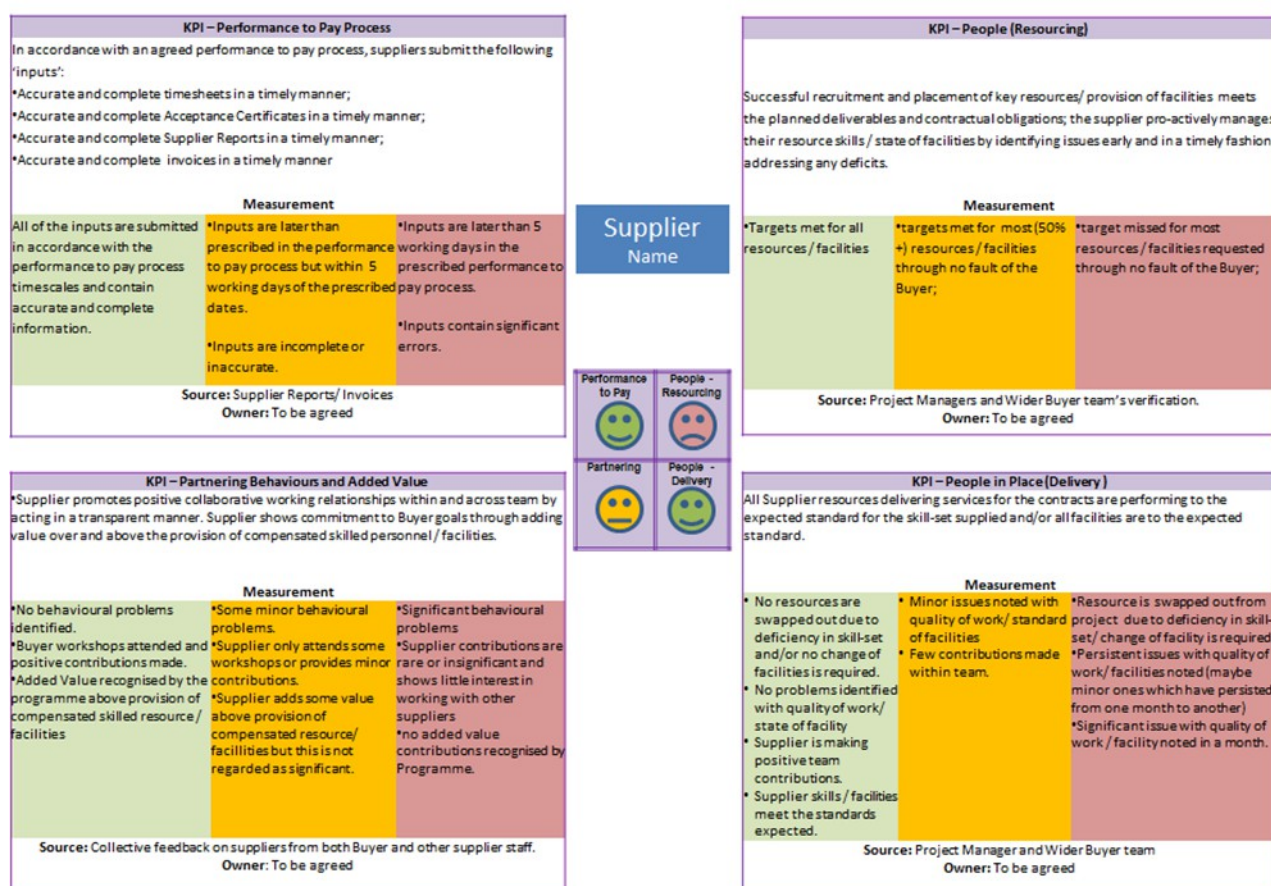 KPI – Performance to Pay Process
In accordance with an agreed performance to pay process, suppliers submit the following
'inputs':
•Accurate and complete timesheets in a timely manner;
•Accurate and complete Acceptance Certificates in a timely manner;
•Accurate and complete Supplier Reports in a timely manner;
•Accurate and complete invoices in a timely manner
Measurement
All of the inputs are submitted
in accordance with the
performance to pay process
timescales and contain
accurate and complete
information.
•Inputs are later than
prescribed in the performance
to pay process but within 5
working days of the prescribed
dates.
•Inputs are incomplete or
inaccurate.
•Inputs are later than 5
working days in the
prescribed performance to
pay process.
•Inputs contain significant
errors.
Source: Supplier Reports/ Invoices
Owner: To be agreed
KPI – People (Resourcing)
Successful recruitment and placement of key resources/ provision of facilities meets
the planned deliverables and contractual obligations; the supplier pro-actively manages
their resource skills / state of facilities by identifying issues early and in a timely fashion
addressing any deficits.
Measurement
•Targets met for all
resources / facilities
•targets met for most (50%
+) resources / facilities
through no fault of the
Buyer;
•target missed for most
resources / facilities requested
through no fault of the Buyer;
Source: Project Managers and Wider Buyer team's verification.
Owner: To be agreed
Supplier
Name
Performance
to Pay
People -
Resourcing
Partnering
People -
Delivery
KPI – Partnering Behaviours and Added Value
•Supplier promotes positive collaborative working relationships within and across team by
acting in a transparent manner. Supplier shows commitment to Buyer goals through adding
value over and above the provision of compensated skilled personnel / facilities.
Measurement
•No behavioural problems
identified.
•Buyer workshops attended and
positive contributions made.
•Added Value recognised by the
programme above provision of
compensated skilled resource /
facilities
•Some minor behavioural
problems.
•Supplier only attends some
workshops or provides minor
contributions.
•Supplier adds some value
above provision of
compensated resource/
facillities but this is not
regarded as significant.
•Significant behavioural
problems
•Supplier contributions are
rare or insignificant and
shows little interest in
working with other
suppliers
•no added value
contributions recognised by
Programme.
Source: Collective feedback on suppliers from both Buyer and other supplier staff.
Owner: To be agreed
KPI – People in Place (Delivery )
All Supplier resources delivering services for the contracts are performing to the
expected standard for the skill-set supplied and/or all facilities are to the expected
standard.
Measurement
• No resources are
swapped out due to
deficiency in skill-set
and/or no change of
facilities is required.
• No problems identified
with quality of work/
state of facility
• Supplier is making
positive team
contributions.
• Supplier skills / facilities
meet the standards
expected.
• Minor issues noted with
quality of work/ standard
of facilities
• Few contributions made
within team.
•Resource is swapped out from
project due to deficiency in skill-
set/ change of facility is required
•Persistent issues with quality of
work/ facilities noted (maybe
minor ones which have persisted
from one month to another)
•Significant issue with quality of
work / facility noted in a month.
Source: Project Manager and Wider Buyer team
Owner: To be agreed